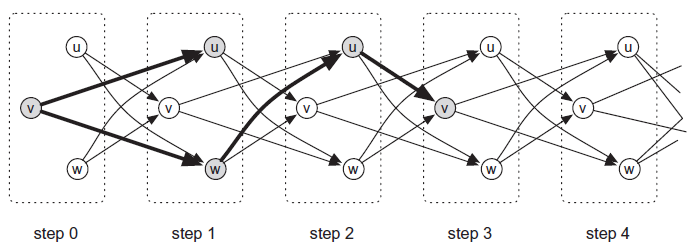 u u u u u
v v v v v
w w w w w
step 0 step 1 step 2 step 3 step 4